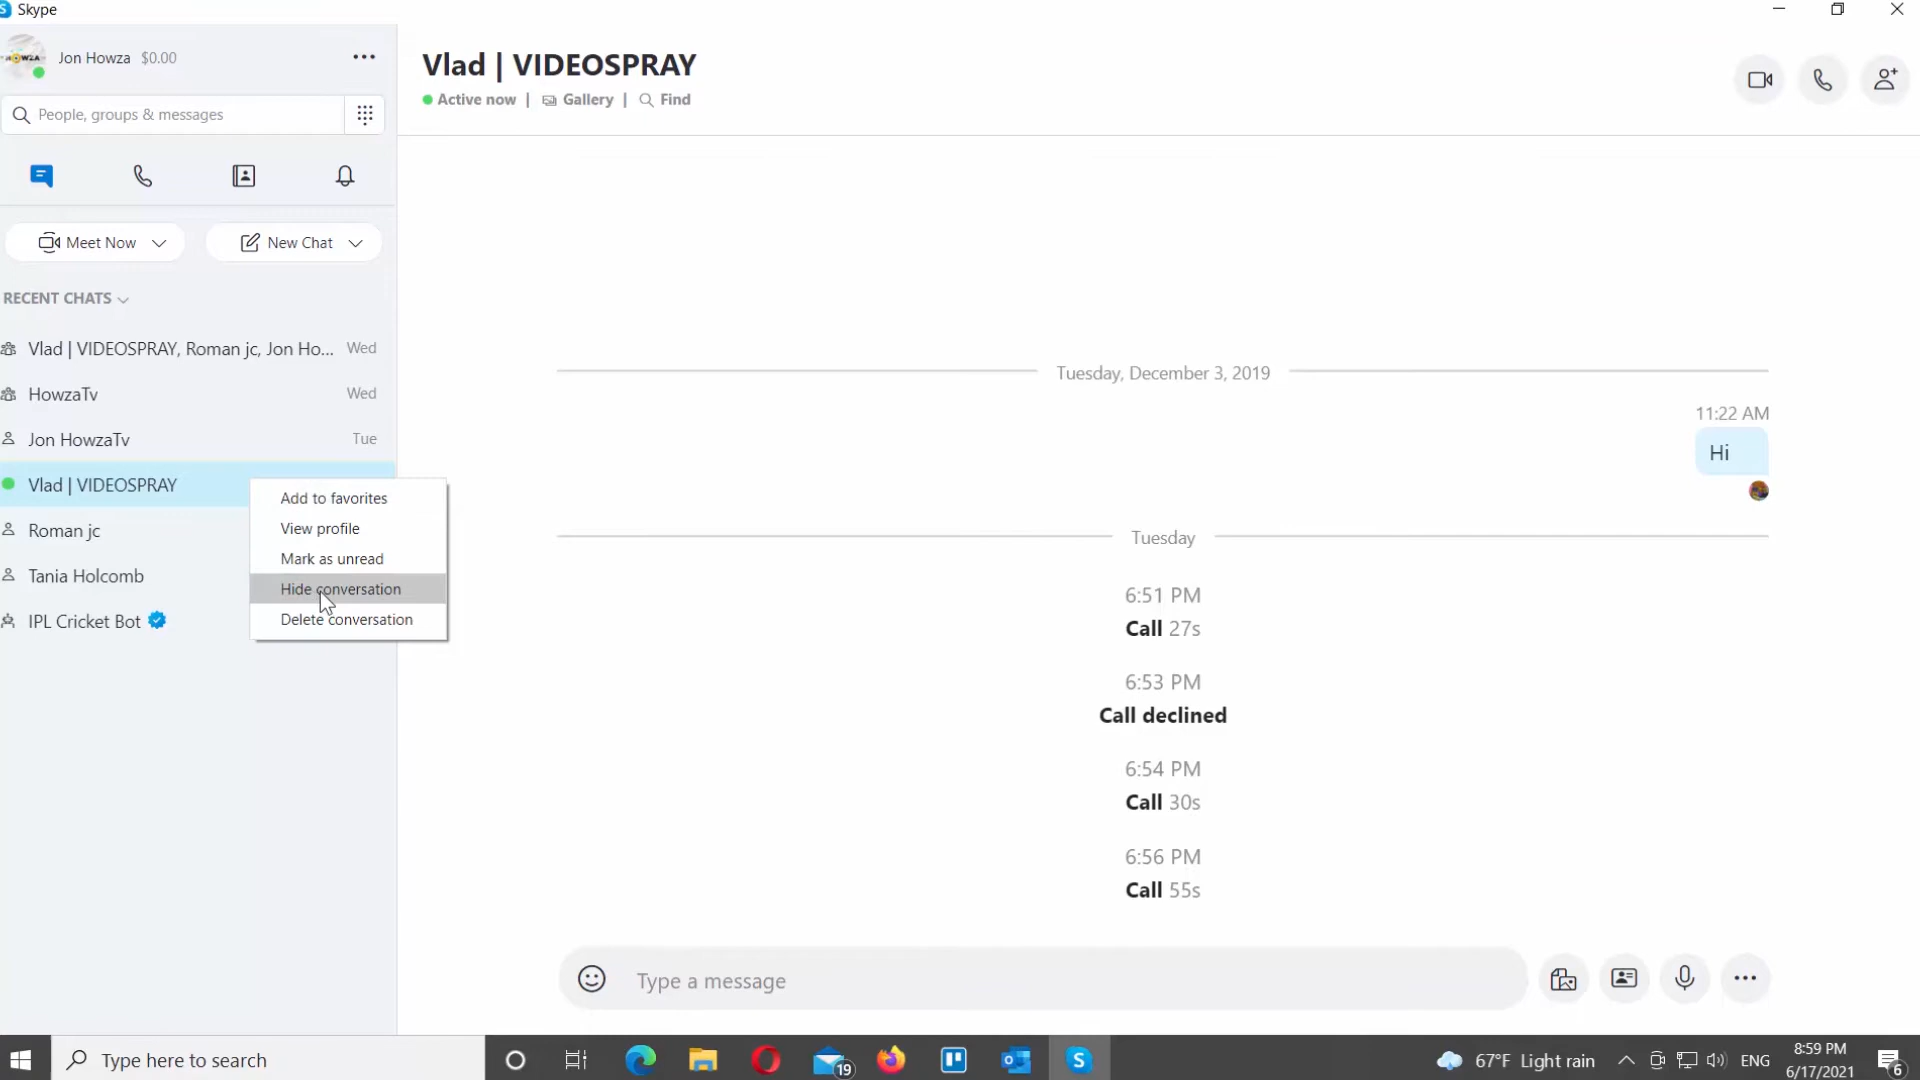 Skype
Jon Howza $0.00
People, groups & messages
Meet Now
New Chat
RECENT CHATS
Vlad | VIDEOSPRAY, Roman jc, Jon Ho... Wed
HowzaTv Wed
Jon HowzaTv Tue
Vlad | VIDEOSPRAY
Roman jc
Tania Holcomb
IPL Cricket Bot
Add to favorites
View profile
Mark as unread
Hide conversation
Delete conversation
Vlad | VIDEOSPRAY
Active now | Gallery | Find
Tuesday, December 3, 2019
11:22 AM
Hi
Tuesday
6:51 PM
Call 27s
6:53 PM
Call declined
6:54 PM
Call 30s
6:56 PM
Call 55s
Type a message
Type here to search
19
67°F Light rain
ENG
8:59 PM
6/17/2021
6